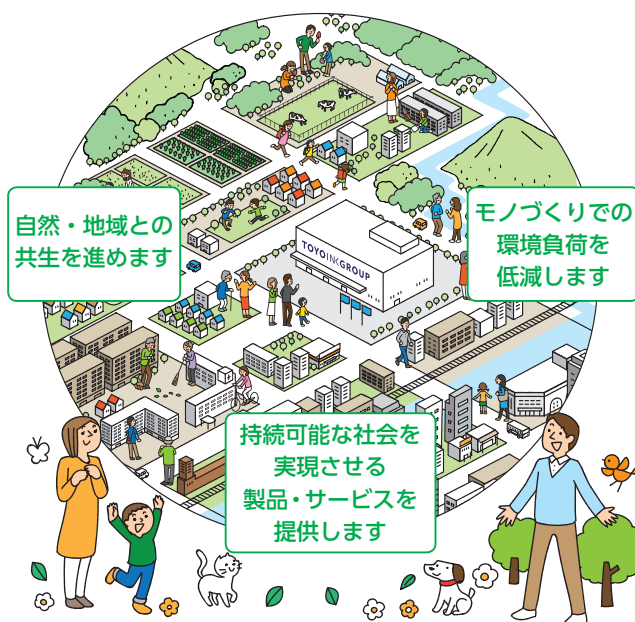 自然・地域との
共生を進めます
モノづくりでの
環境負荷を
低減します
TOYO INK GROUP
持続可能な社会を
実現させる
製品・サービスを
提供します